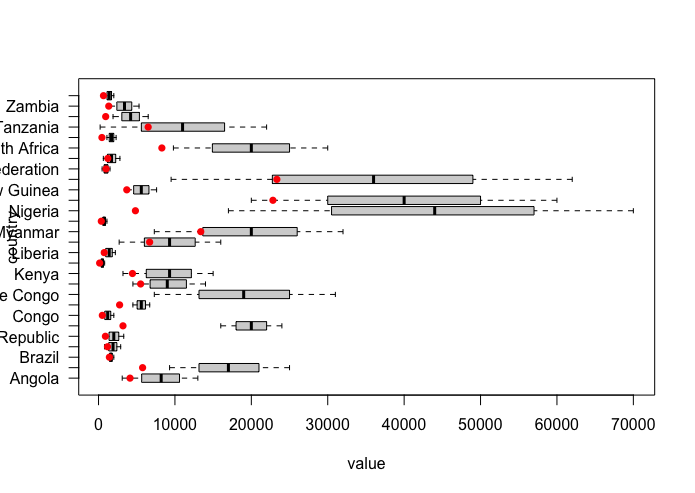 Zambia
Tanzania
th Africa
ederation
w Guinea
Nigeria
country
Myanmar
Liberia
Kenya
e Congo
Congo
Republic
Brazil
Angola
0 10000 20000 30000 40000 50000 60000 70000
value